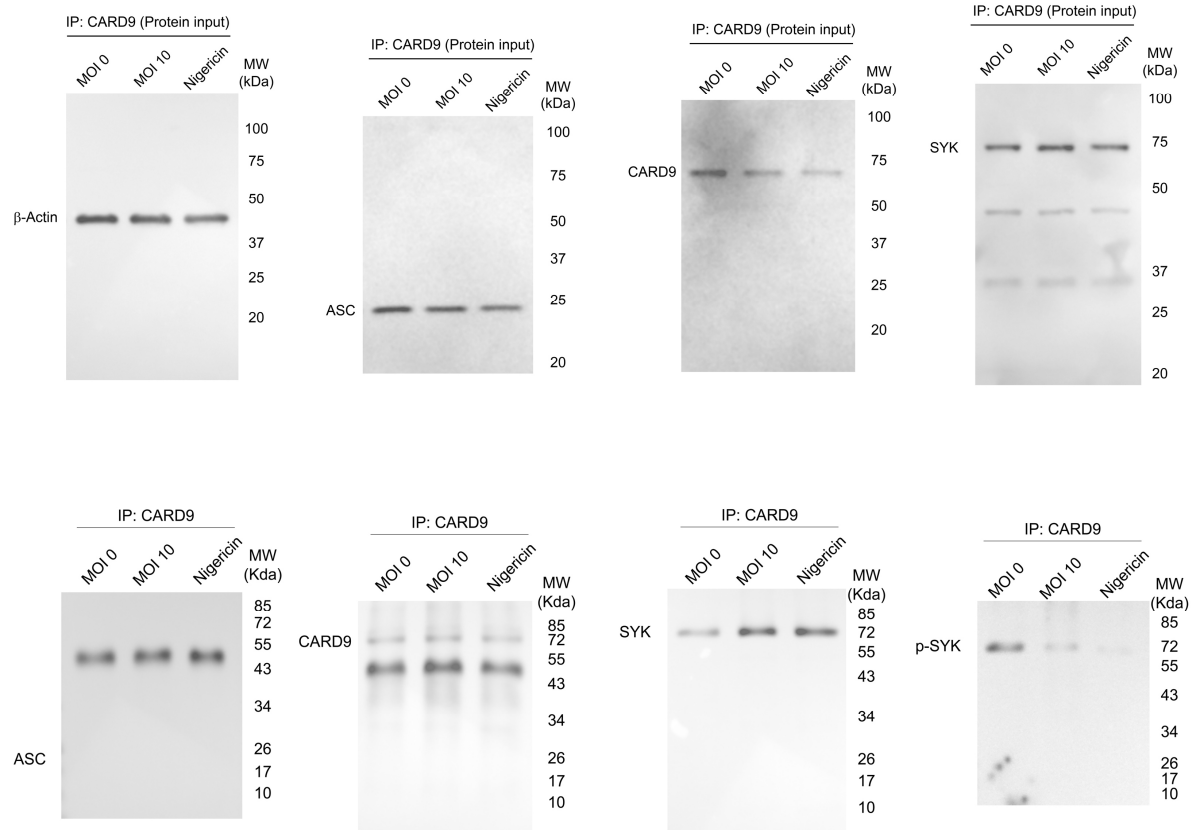 IP: CARD9 (Protein input)
MOI 0
MOI 10
Nigericin
MW
(kDa)
100
75
50
37
25
20
β-Actin
IP: CARD9 (Protein input)
MOI 0
MOI 10
Nigericin
MW
(kDa)
100
75
50
37
25
20
ASC
IP: CARD9 (Protein input)
MOI 0
MOI 10
Nigericin
MW
(kDa)
100
75
50
37
25
20
CARD9
IP: CARD9 (Protein input)
MOI 0
MOI 10
Nigericin
MW
(kDa)
100
75
50
37
25
20
SYK
IP: CARD9
MOI 0
MOI 10
Nigericin
MW
(Kda)
85
72
55
43
34
26
17
10
ASC
IP: CARD9
MOI 0
MOI 10
Nigericin
MW
(Kda)
85
72
55
43
34
26
17
10
CARD9
IP: CARD9
MOI 0
MOI 10
Nigericin
MW
(Kda)
85
72
55
43
34
26
17
10
SYK
IP: CARD9
MOI 0
MOI 10
Nigericin
MW
(Kda)
85
72
55
43
34
26
17
10
p-SYK